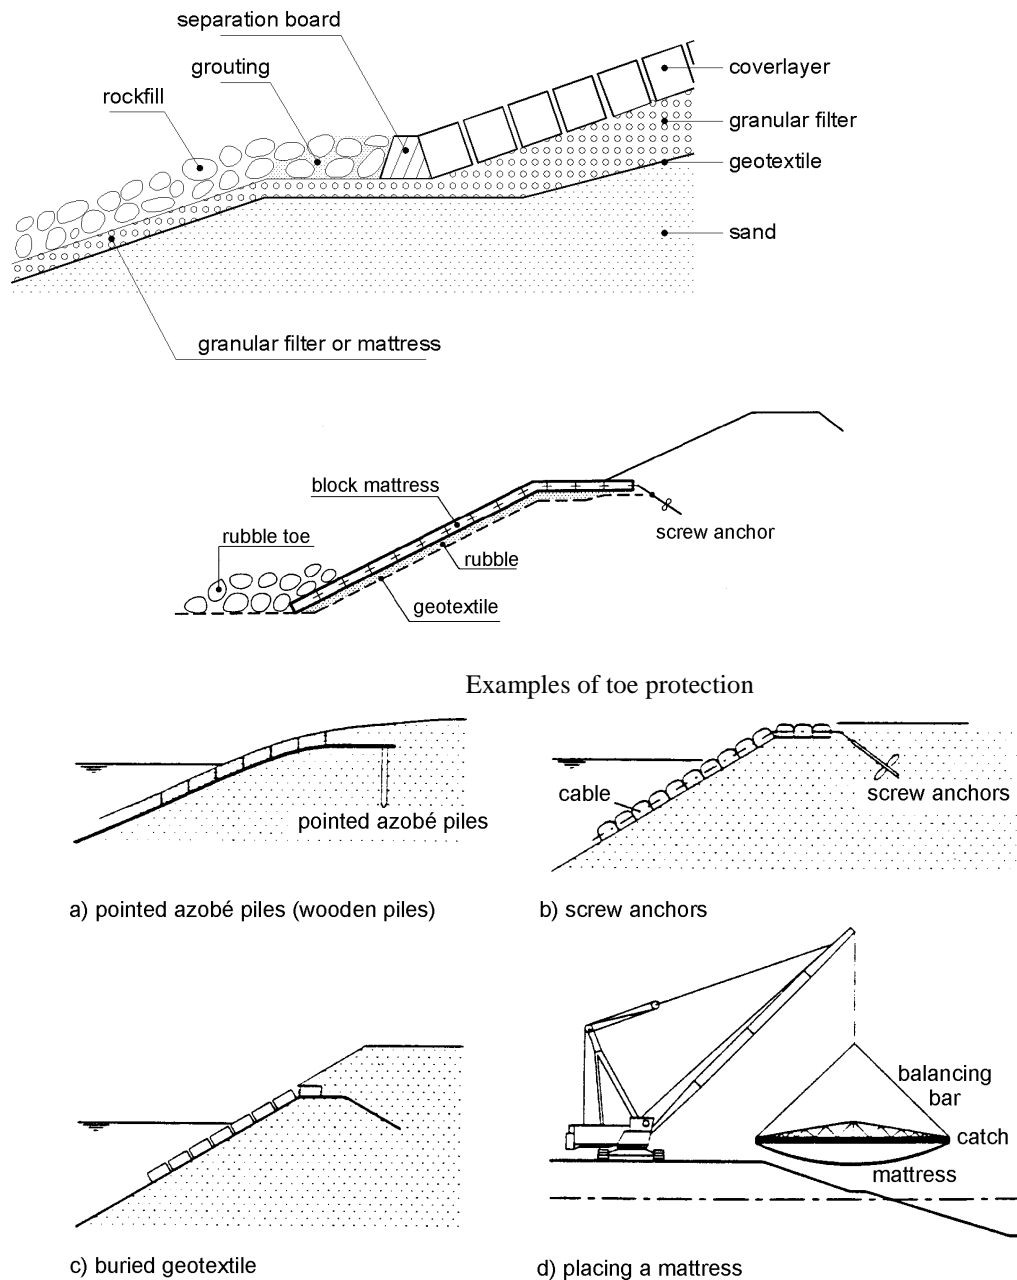 separation board
grouting
rockfill
coverlayer
granular filter
geotextile
sand
granular filter or mattress
block mattress
rubble toe
screw anchor
rubble
geotextile
Examples of toe protection
pointed azobé piles
cable
screw anchors
a) pointed azobé piles (wooden piles)
b) screw anchors
balancing
bar
catch
mattress
c) buried geotextile
d) placing a mattress